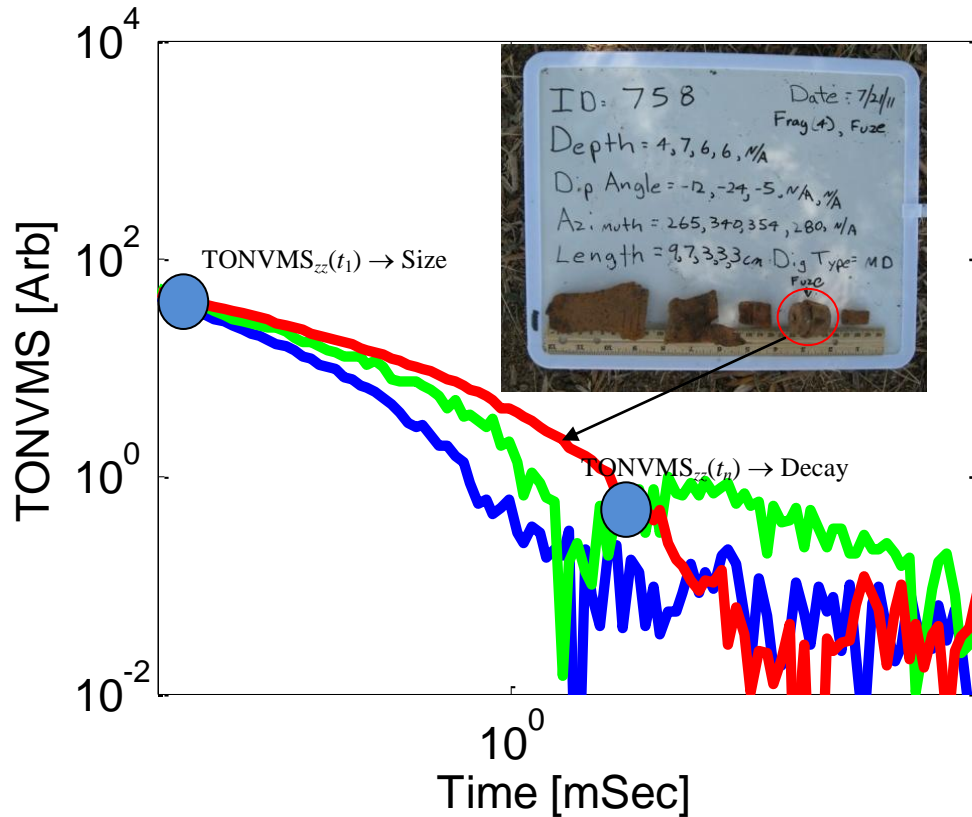 10^4
10^2
10^0
10^-2
TONVMS [Arb]
TONVMS_zz(t_1) → Size
TONVMS_zz(t_n) → Decay
ID: 758
Date: 7/21/11
Frag(4), Fuze
Depth = 4, 7, 6, 6, N/A
Dip Angle = -12, -24, -5, N/A, N/A
Azimuth = 265, 340, 354, 280, N/A
Length = 9,7,3,3,3cm Dig Type = MD
Fuze
10^0
Time [mSec]